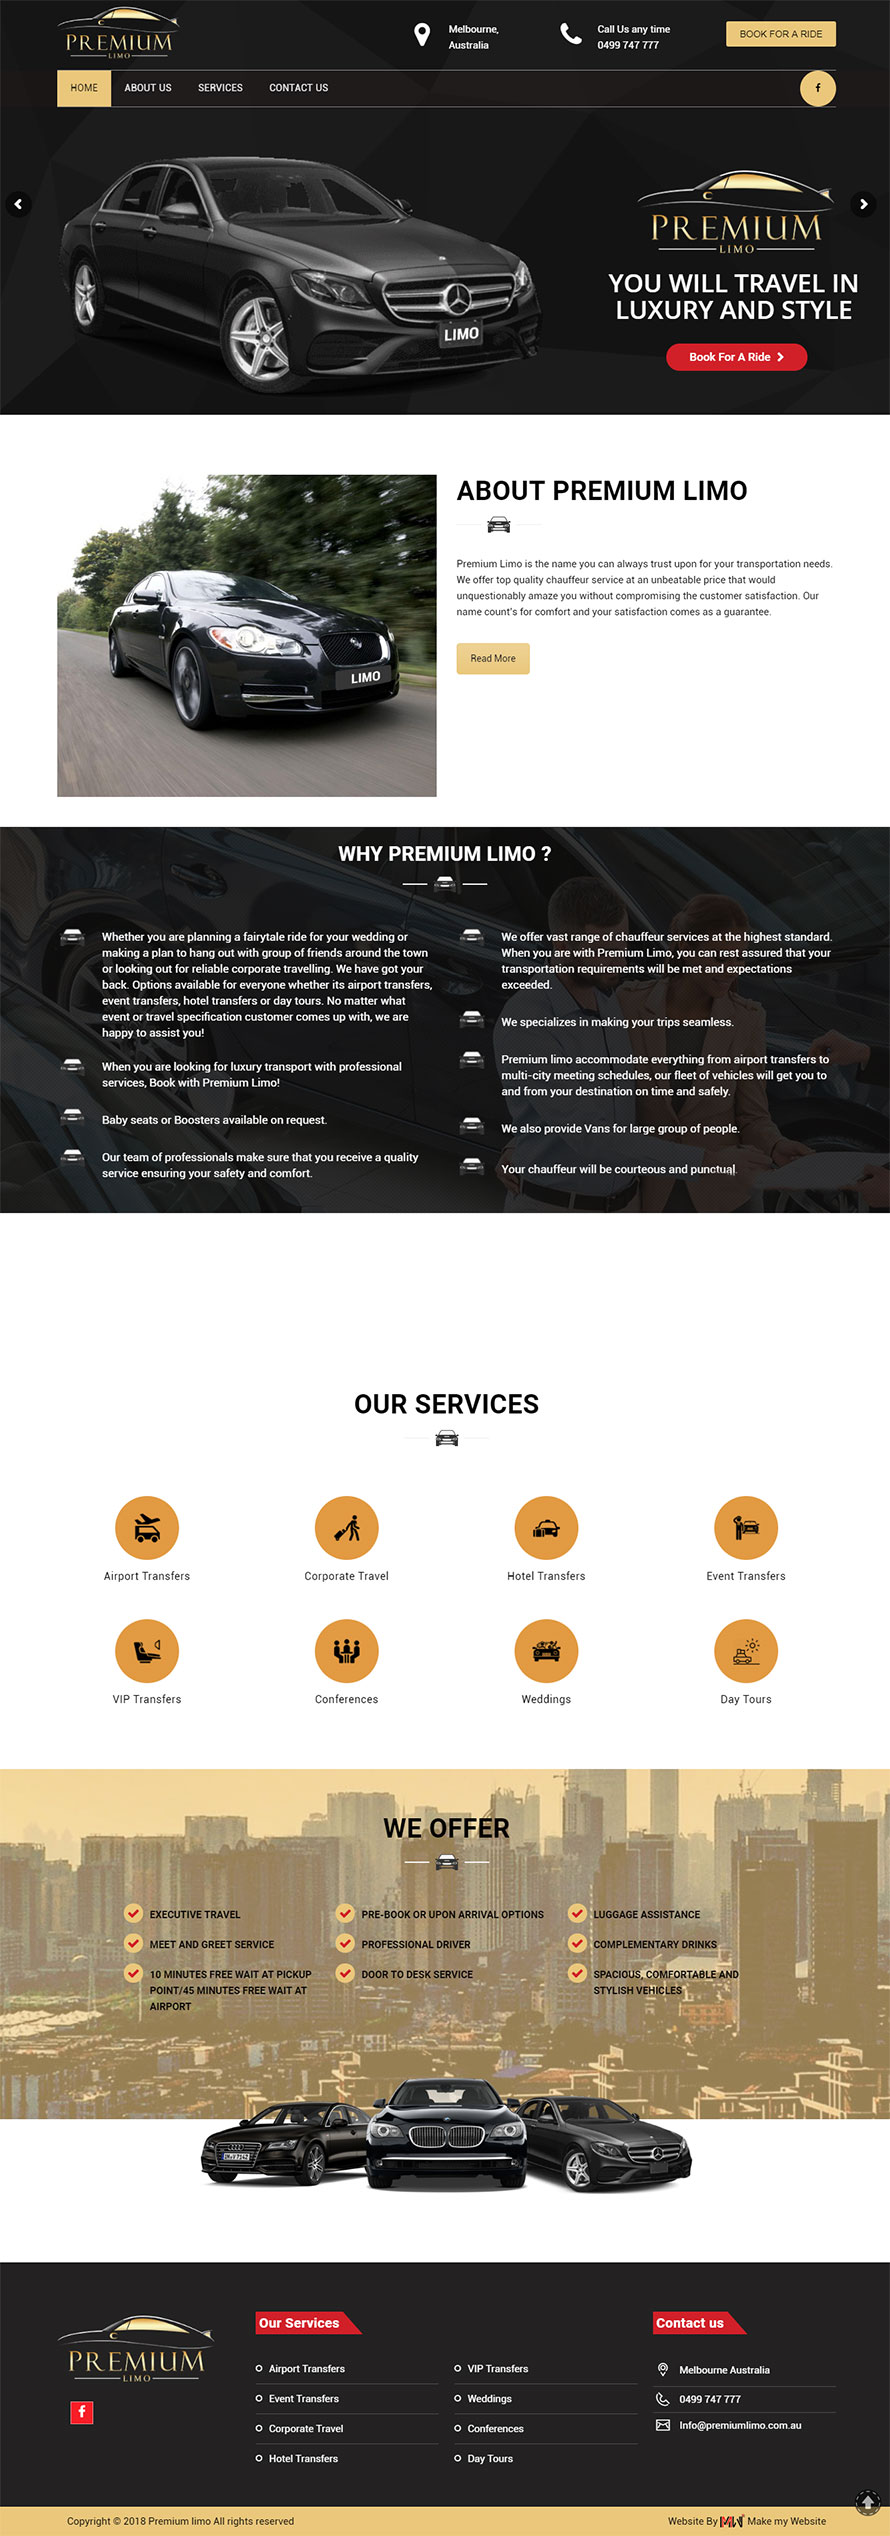 PREMIUM
LIMO
Melbourne,
Australia
Call Us any time
0499 747 777
BOOK FOR A RIDE
HOME
ABOUT US
SERVICES
CONTACT US
f
PREMIUM
LIMO
YOU WILL TRAVEL IN
LUXURY AND STYLE
Book For A Ride
LIMO
ABOUT PREMIUM LIMO
Premium Limo is the name you can always trust upon for your transportation needs.
We offer top quality chauffeur service at an unbeatable price that would
unquestionably amaze you without compromising the customer satisfaction. Our
name count's for comfort and your satisfaction comes as a guarantee.
Read More
LIMO
WHY PREMIUM LIMO ?
Whether you are planning a fairytale ride for your wedding or
making a plan to hang out with group of friends around the town
or looking out for reliable corporate travelling. We have got your
back. Options available for everyone whether its airport transfers,
event transfers, hotel transfers or day tours. No matter what
event or travel specification customer comes up with, we are
happy to assist you!
When you are looking for luxury transport with professional
services, Book with Premium Limo!
Baby seats or Boosters available on request.
Our team of professionals make sure that you receive a quality
service ensuring your safety and comfort.
We offer vast range of chauffeur services at the highest standard.
When you are with Premium Limo, you can rest assured that your
transportation requirements will be met and expectations
exceeded.
We specializes in making your trips seamless.
Premium limo accommodate everything from airport transfers to
multi-city meeting schedules, our fleet of vehicles will get you to
and from your destination on time and safely.
We also provide Vans for large group of people.
Your chauffeur will be courteous and punctual.
OUR SERVICES
Airport Transfers
Corporate Travel
Hotel Transfers
Event Transfers
VIP Transfers
Conferences
Weddings
Day Tours
WE OFFER
EXECUTIVE TRAVEL
PRE-BOOK OR UPON ARRIVAL OPTIONS
LUGGAGE ASSISTANCE
MEET AND GREET SERVICE
PROFESSIONAL DRIVER
COMPLEMENTARY DRINKS
10 MINUTES FREE WAIT AT PICKUP
POINT/45 MINUTES FREE WAIT AT
AIRPORT
DOOR TO DESK SERVICE
SPACIOUS, COMFORTABLE AND
STYLISH VEHICLES
PREMIUM
LIMO
f
Our Services
Airport Transfers
Event Transfers
Corporate Travel
Hotel Transfers
VIP Transfers
Weddings
Conferences
Day Tours
Contact us
Melbourne Australia
0499 747 777
Info@premiumlimo.com.au
Copyright © 2018 Premium limo All rights reserved
Website By MMW Make my Website